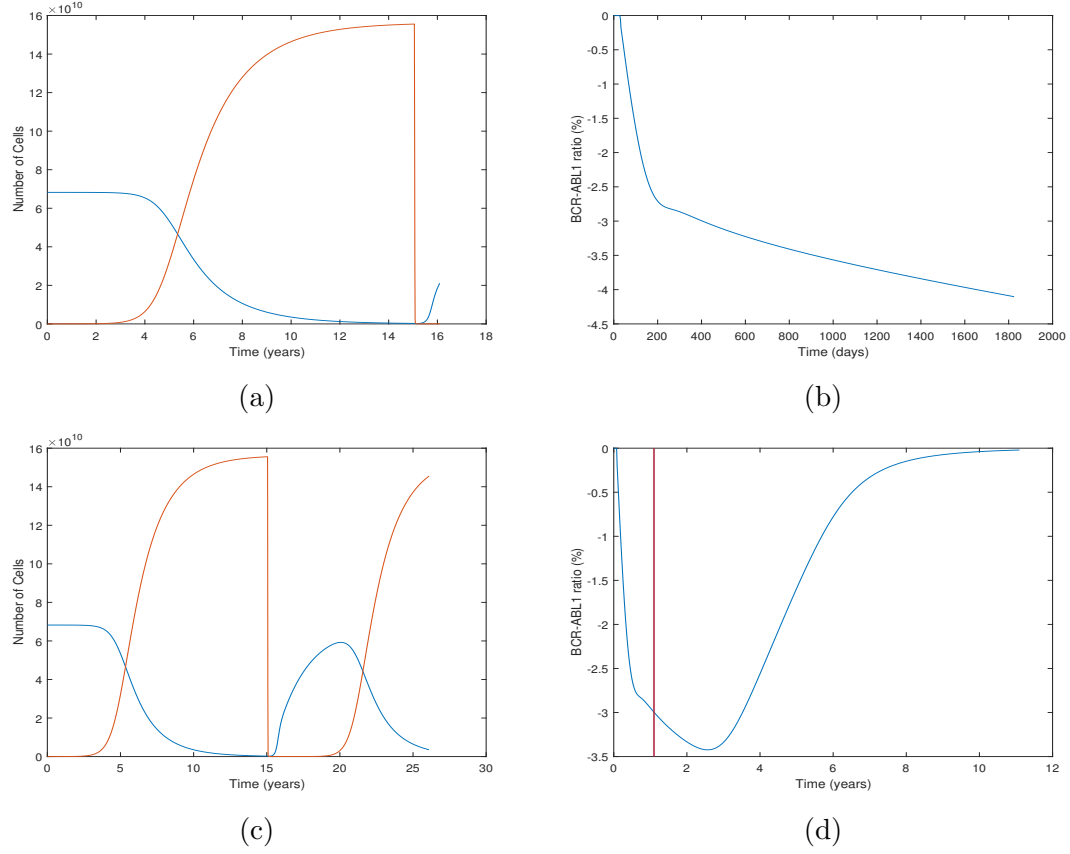 ×10^10
16
14
12
10
8
6
4
2
0
Number of Cells
0 2 4 6 8 10 12 14 16 18
Time (years)
(a)
0
-0.5
-1
-1.5
-2
-2.5
-3
-3.5
-4
-4.5
BCR-ABL1 ratio (%)
0 200 400 600 800 1000 1200 1400 1600 1800 2000
Time (days)
(b)
×10^10
16
14
12
10
8
6
4
2
0
Number of Cells
0 5 10 15 20 25 30
Time (years)
(c)
0
-0.5
-1
-1.5
-2
-2.5
-3
-3.5
BCR-ABL1 ratio (%)
0 2 4 6 8 10 12
Time (years)
(d)